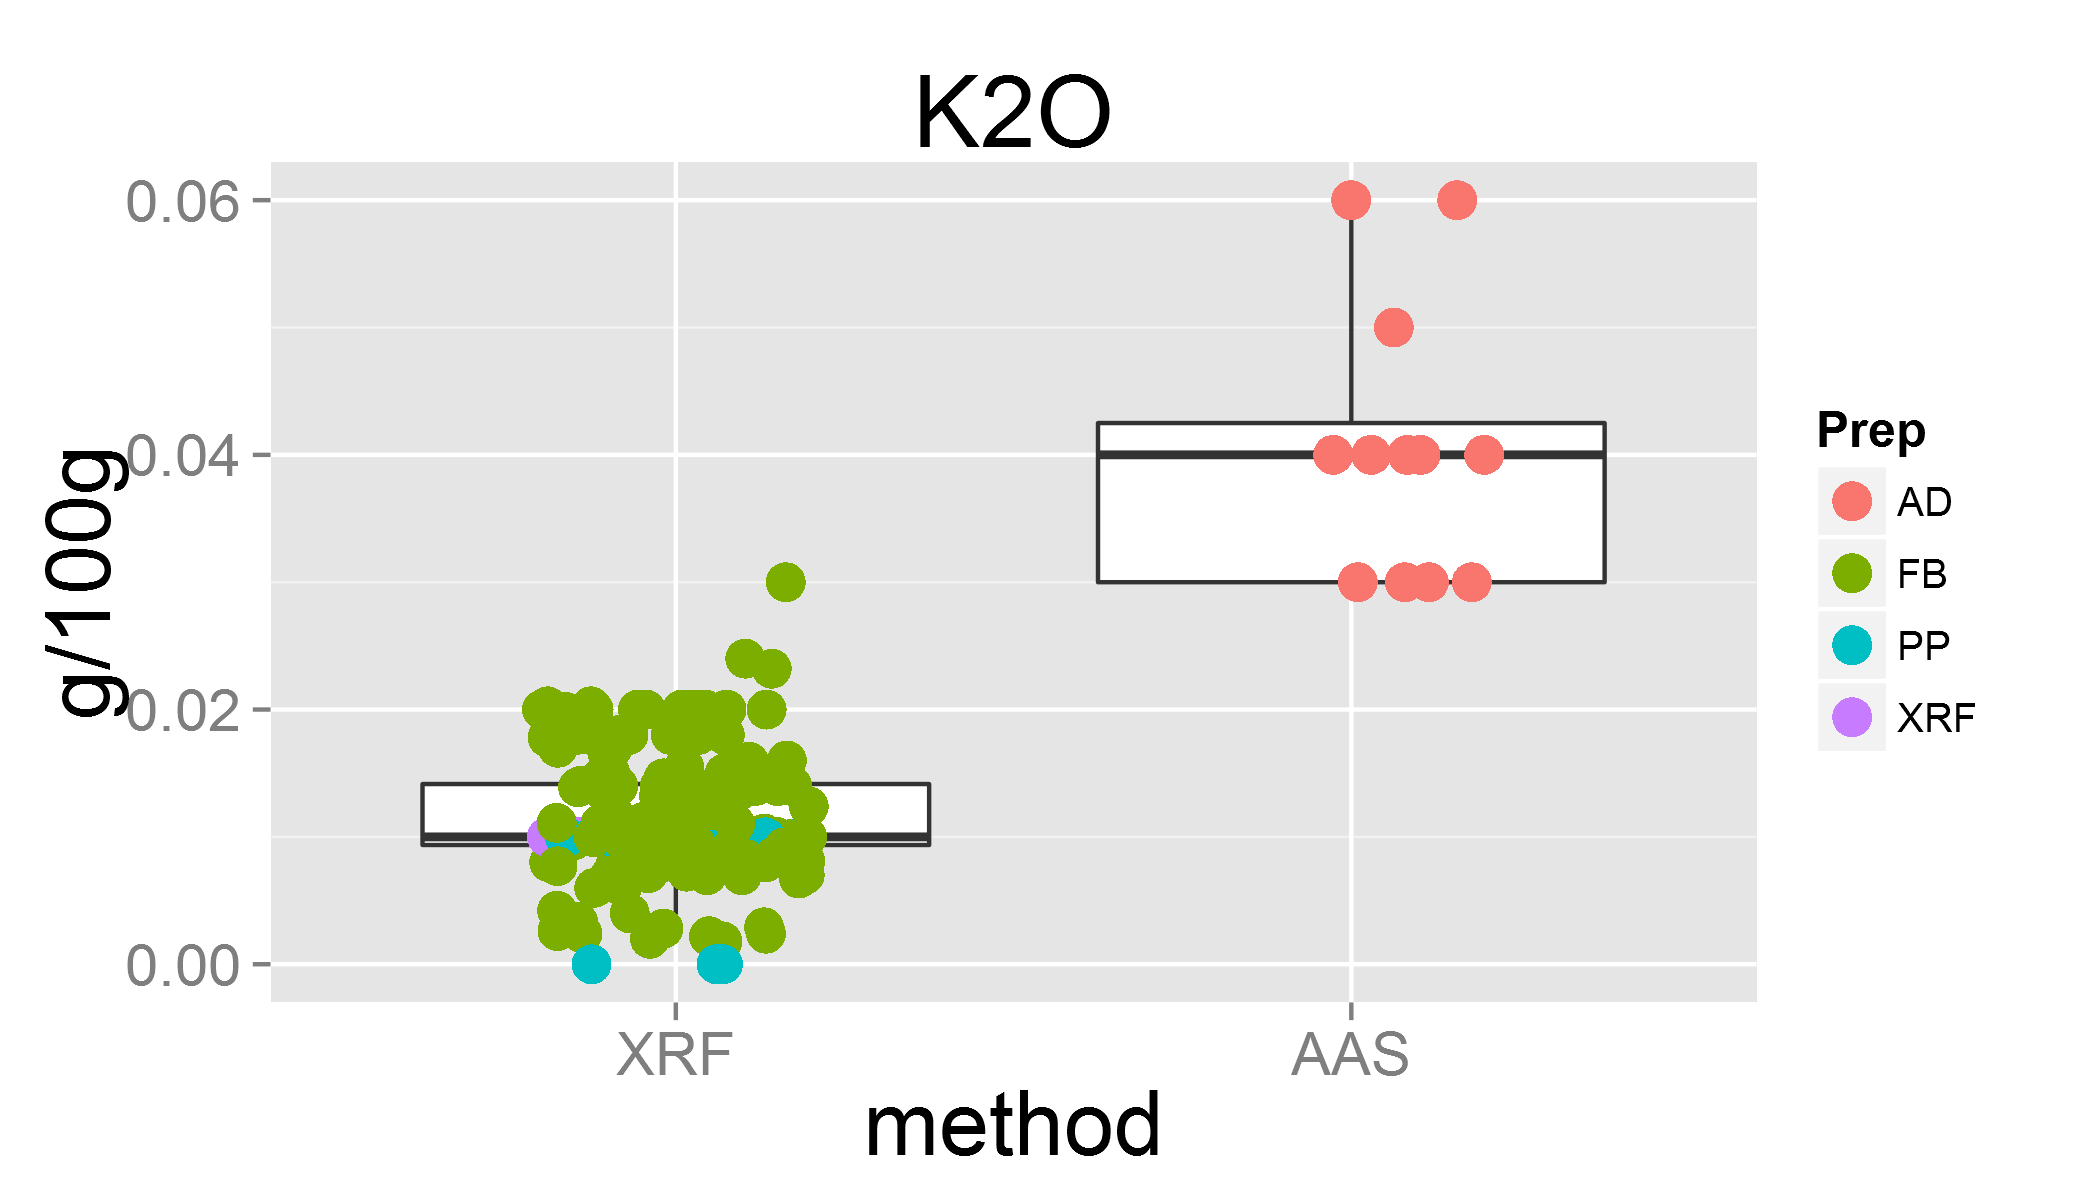 K2O
g/100g
0.06
0.04
0.02
0.00
XRF
AAS
method
Prep
AD
FB
PP
XRF